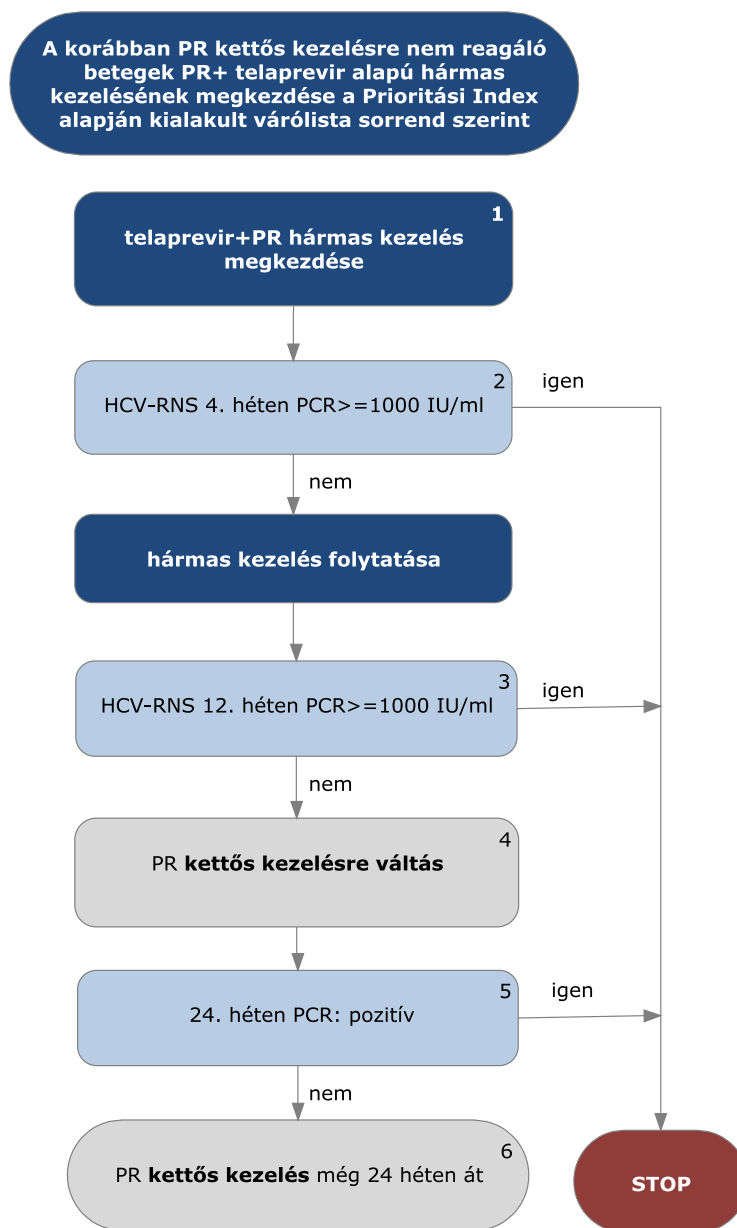 A korábban PR kettős kezelésre nem reagáló
betegek PR+ telaprevir alapú hármas
kezelésének megkezdése a Prioritási Index
alapján kialakult várólista sorrend szerint
1
telaprevir+PR hármas kezelés
megkezdése
2
HCV-RNS 4. héten PCR>=1000 IU/ml
igen
nem
hármas kezelés folytatása
3
HCV-RNS 12. héten PCR>=1000 IU/ml
igen
nem
4
PR kettős kezelésre váltás
5
24. héten PCR: pozitív
igen
nem
6
PR kettős kezelés még 24 héten át
STOP